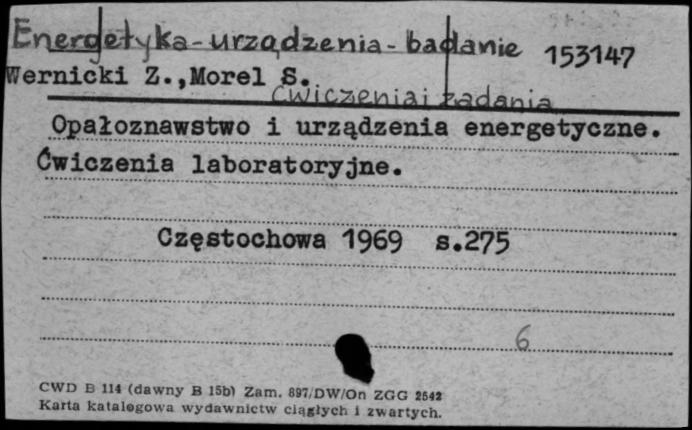 Energetyka-urządzenia-badanie 153147
Wernicki Z.,Morel S.
ćwiczenia i zadania
Opałoznawstwo i urządzenia energetyczne.
Ćwiczenia laboratoryjne.
Częstochowa 1969 s.275
6
CWD B 114 (dawny B 15b) Zam. 897/DW/On ZGG 2542
Karta katalogowa wydawnictw ciągłych i zwartych.